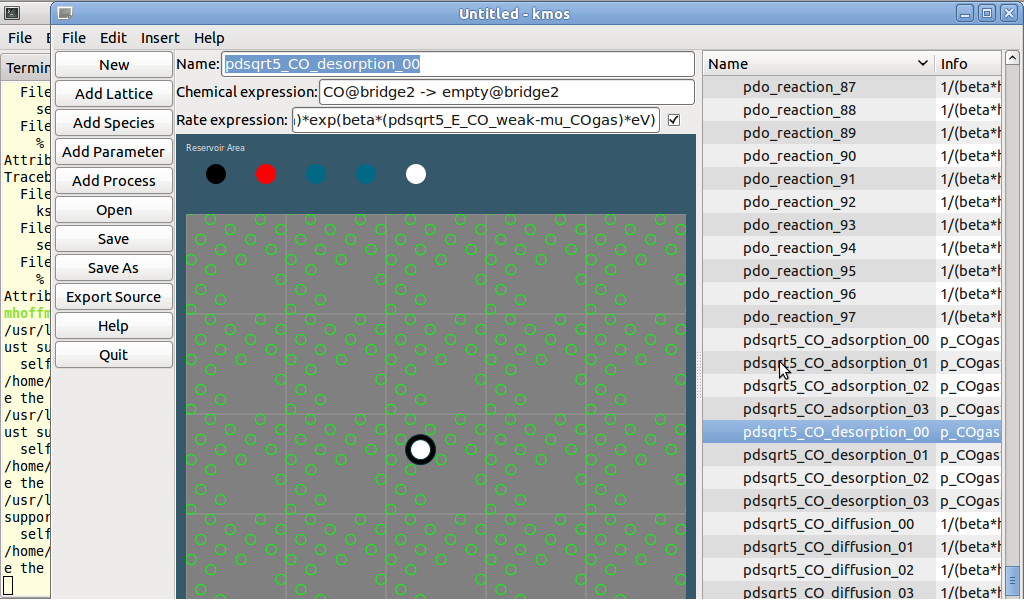 Untitled - kmos
File
File Edit Insert Help
Termin
File
se
File
%
Attrib
Traceb
File
ks
File
se
File
%
Attrib
mhoffm
/usr/l
ust su
self
/home/
e the
/usr/l
ust su
self
/home/
e the
/usr/l
suppor
self
/home/
e the
New
Add Lattice
Add Species
Add Parameter
Add Process
Open
Save
Save As
Export Source
Help
Quit
Name: pdsqrt5_CO_desorption_00
Chemical expression: CO@bridge2 -> empty@bridge2
Rate expression: )*exp(beta*(pdsqrt5_E_CO_weak-mu_COgas)*eV)
Reservoir Area
Name Info
pdo_reaction_87 1/(beta*h
pdo_reaction_88 1/(beta*h
pdo_reaction_89 1/(beta*h
pdo_reaction_90 1/(beta*h
pdo_reaction_91 1/(beta*h
pdo_reaction_92 1/(beta*h
pdo_reaction_93 1/(beta*h
pdo_reaction_94 1/(beta*h
pdo_reaction_95 1/(beta*h
pdo_reaction_96 1/(beta*h
pdo_reaction_97 1/(beta*h
pdsqrt5_CO_adsorption_00 p_COgas
pdsqrt5_CO_adsorption_01 p_COgas
pdsqrt5_CO_adsorption_02 p_COgas
pdsqrt5_CO_adsorption_03 p_COgas
pdsqrt5_CO_desorption_00 p_COgas
pdsqrt5_CO_desorption_01 p_COgas
pdsqrt5_CO_desorption_02 p_COgas
pdsqrt5_CO_desorption_03 p_COgas
pdsqrt5_CO_diffusion_00 1/(beta*h
pdsqrt5_CO_diffusion_01 1/(beta*h
pdsqrt5_CO_diffusion_02 1/(beta*h
pdsqrt5_CO_diffusion_03 1/(beta*h